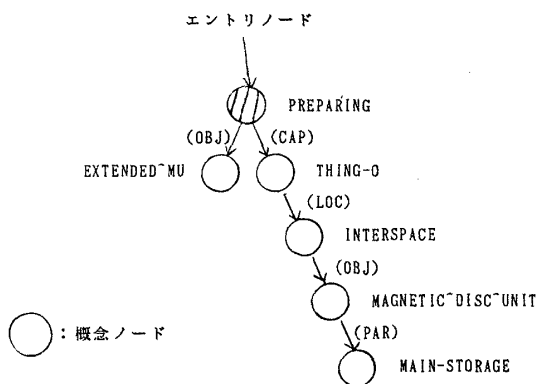 エントリノード
PREPARING
(OBJ) (CAP)
EXTENDED^MU THING-O
(LOC)
INTERSPACE
(OBJ)
MAGNETIC^DISC^UNIT
:概念ノード (PAR)
MAIN-STORAGE